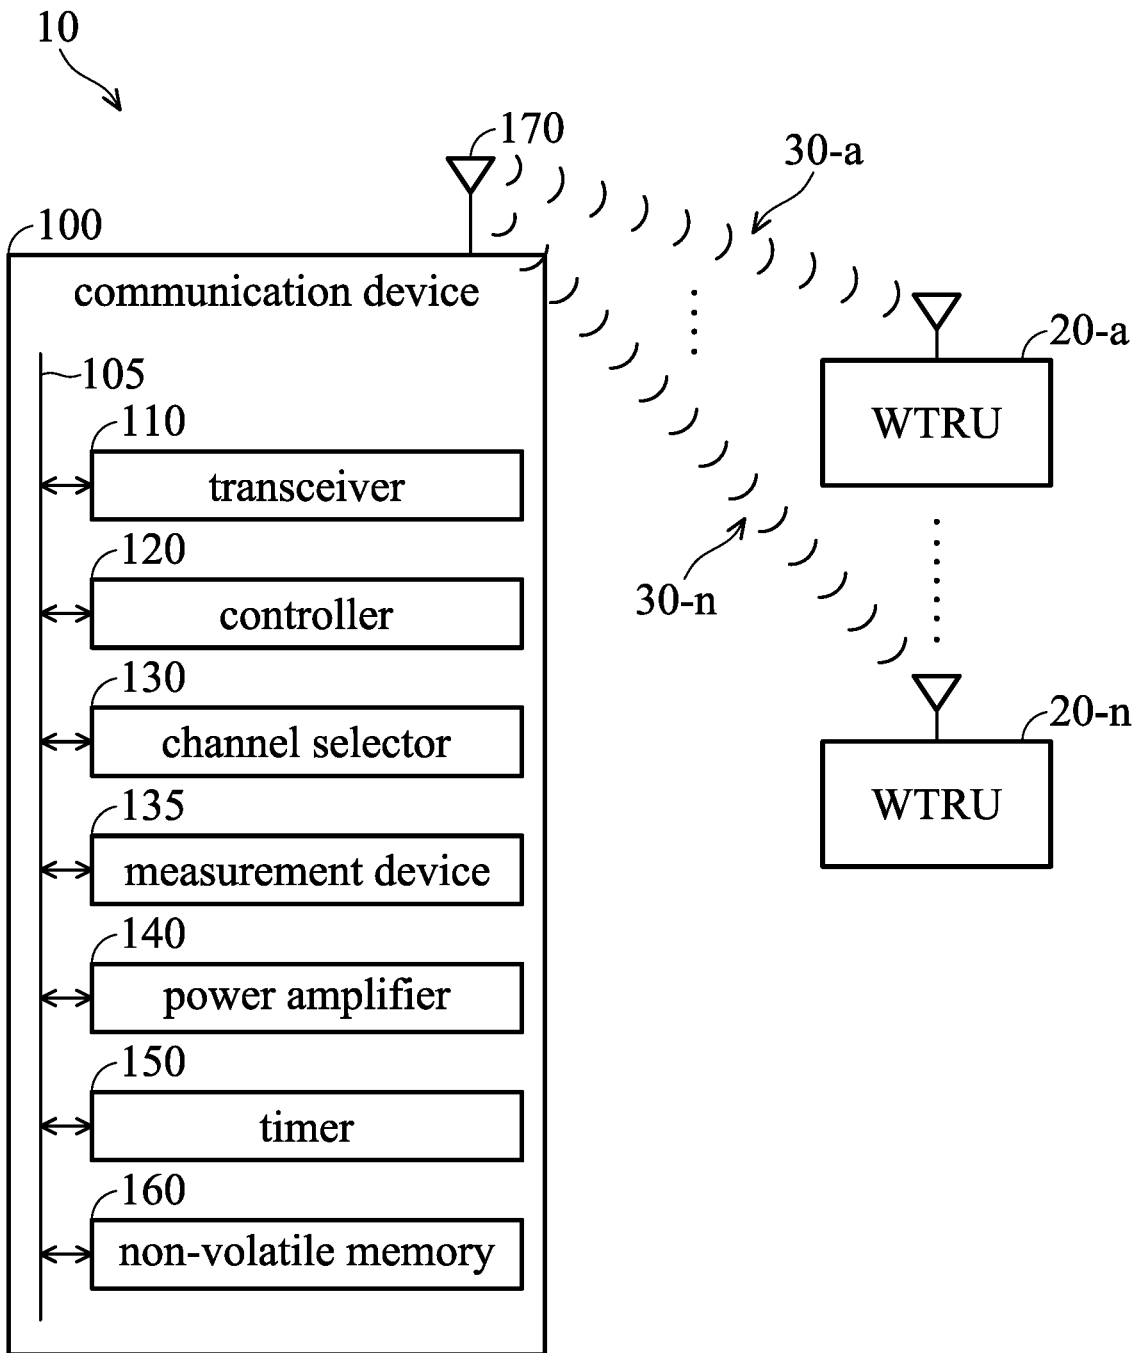 10
170
30-a
100
communication device
20-a
105
WTRU
110
transceiver
120
30-n
controller
130
channel selector
20-n
WTRU
135
measurement device
140
power amplifier
150
timer
160
non-volatile memory